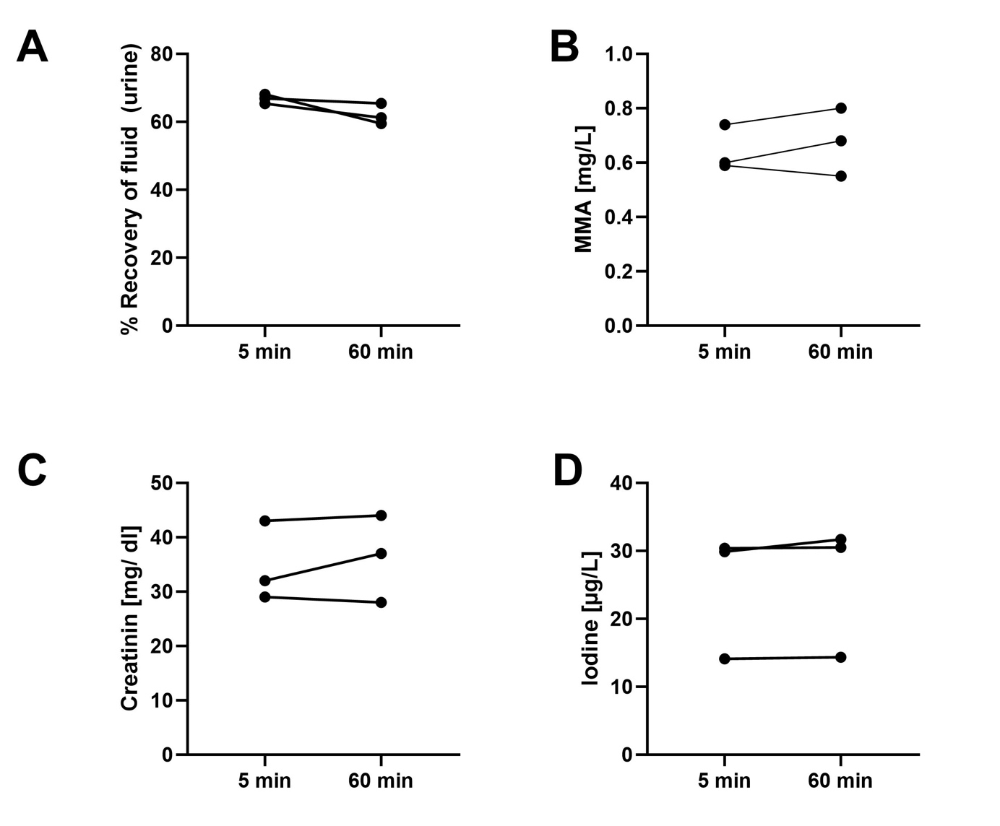 A
% Recovery of fluid  (urine)
80
60
40
20
0
5 min
60 min
B
MMA [mg/L]
1.0
0.8
0.6
0.4
0.2
0.0
5 min
60 min
C
Creatinin [mg/ dl]
50
40
30
20
10
0
5 min
60 min
D
Iodine [µg/L]
40
30
20
10
0
5 min
60 min